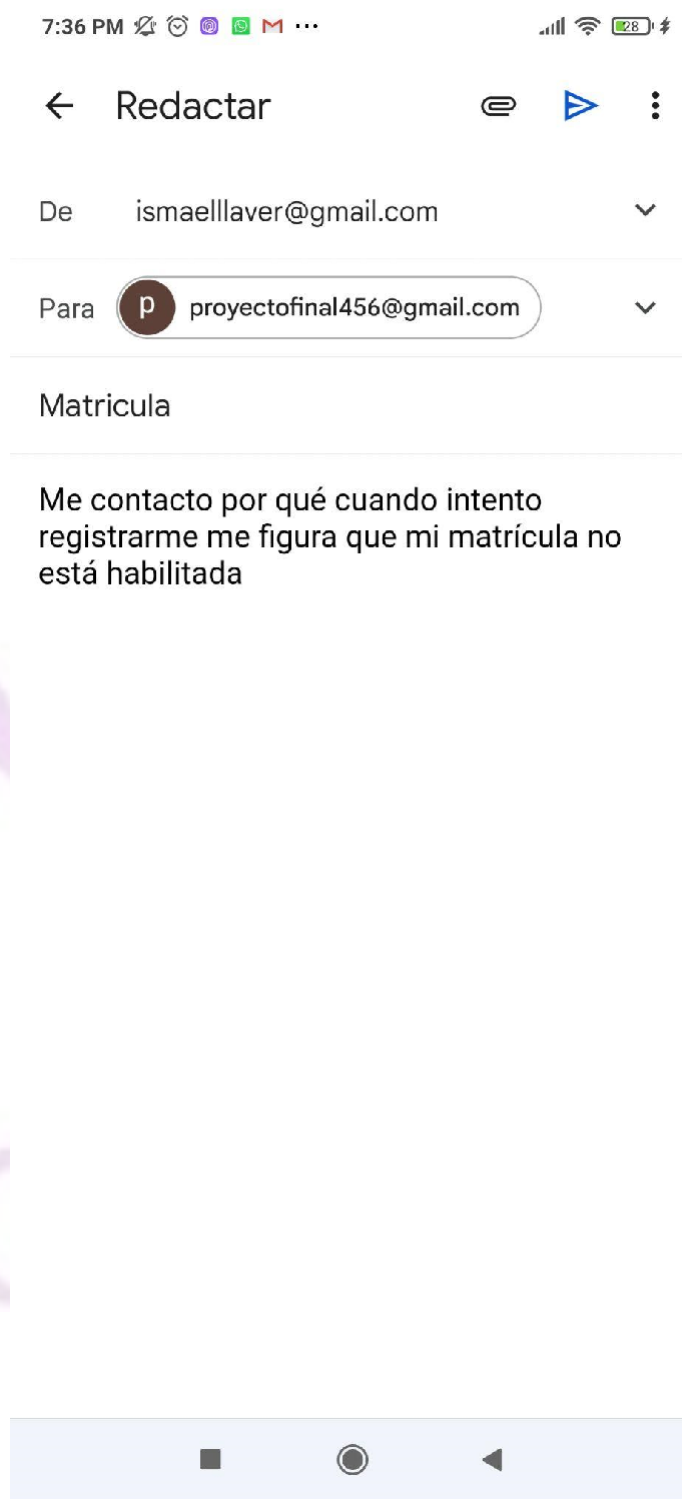 7:36 PM
28
Redactar
De ismaelllaver@gmail.com
Para p proyectofinal456@gmail.com
Matricula
Me contacto por qué cuando intento
registrarme me figura que mi matrícula no
está habilitada